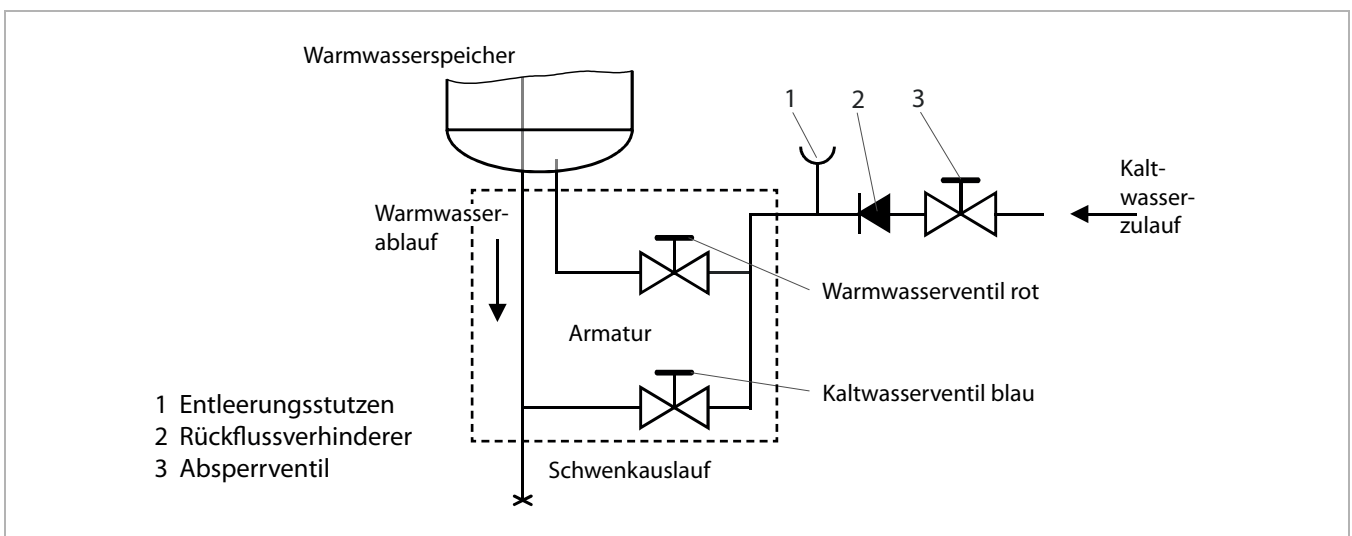 Warmwasserspeicher
1 2 3
Kalt-
wasser-
zulauf
Warmwasser-
ablauf
Warmwasserventil rot
Armatur
Kaltwasserventil blau
1 Entleerungsstutzen
2 Rückflussverhinderer
3 Absperrventil
Schwenkauslauf